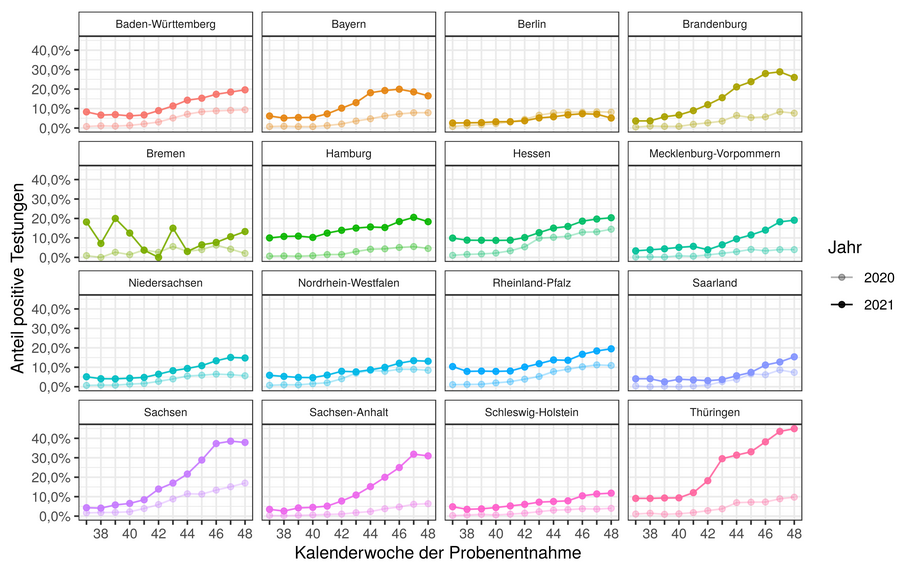 Baden-Württemberg Bayern Berlin Brandenburg
40,0%
30,0%
20,0%
10,0%
0,0%
Bremen Hamburg Hessen Mecklenburg-Vorpommern
40,0%
30,0%
20,0%
10,0%
0,0%
Niedersachsen Nordrhein-Westfalen Rheinland-Pfalz Saarland
40,0%
30,0%
20,0%
10,0%
0,0%
Sachsen Sachsen-Anhalt Schleswig-Holstein Thüringen
40,0%
30,0%
20,0%
10,0%
0,0%
38 40 42 44 46 48 38 40 42 44 46 48 38 40 42 44 46 48 38 40 42 44 46 48
Kalenderwoche der Probenentnahme
Anteil positive Testungen
Jahr
2020
2021